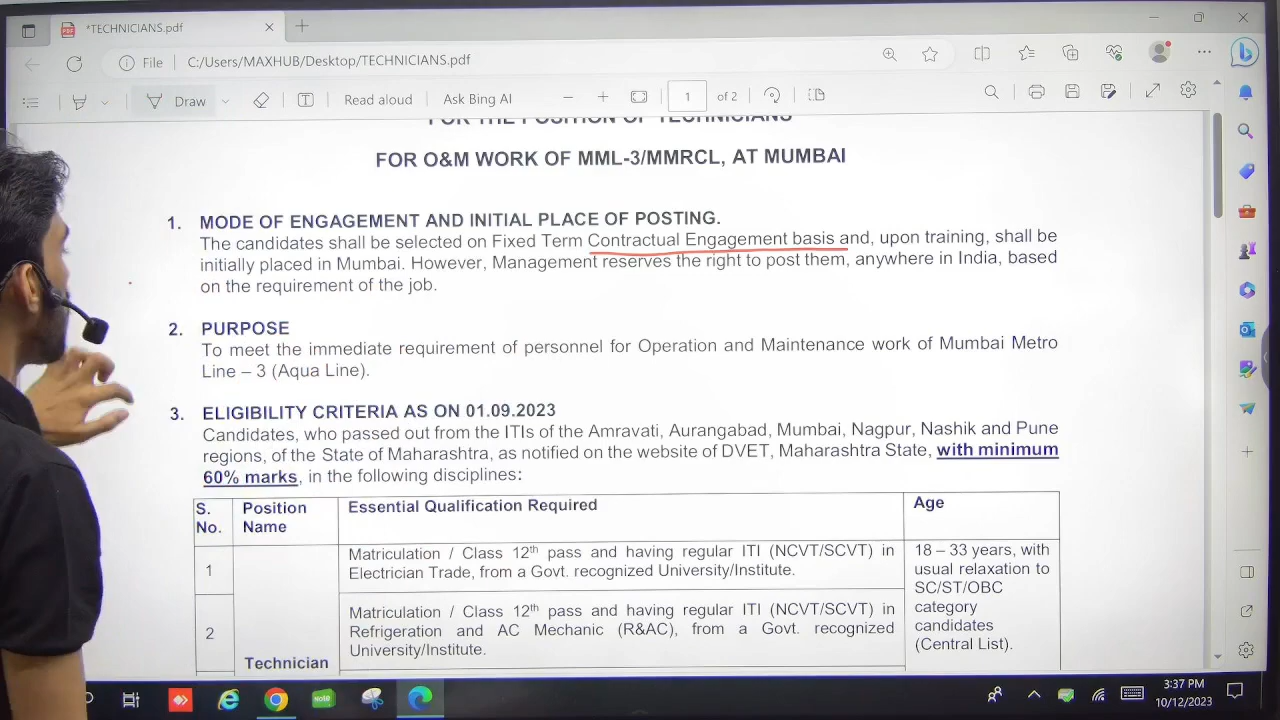 *TECHNICIANS.pdf
File C:/Users/MAXHUB/Desktop/TECHNICIANS.pdf
Draw Read aloud Ask Bing AI 1 of 2
FOR THE POSITION OF TECHNICIANS
FOR O&M WORK OF MML-3/MMRCL, AT MUMBAI
1. MODE OF ENGAGEMENT AND INITIAL PLACE OF POSTING.
The candidates shall be selected on Fixed Term Contractual Engagement basis and, upon training, shall be
initially placed in Mumbai. However, Management reserves the right to post them, anywhere in India, based
on the requirement of the job.
2. PURPOSE
To meet the immediate requirement of personnel for Operation and Maintenance work of Mumbai Metro
Line – 3 (Aqua Line).
3. ELIGIBILITY CRITERIA AS ON 01.09.2023
Candidates, who passed out from the ITIs of the Amravati, Aurangabad, Mumbai, Nagpur, Nashik and Pune
regions, of the State of Maharashtra, as notified on the website of DVET, Maharashtra State, with minimum
60% marks, in the following disciplines:
S. No. Position Name Essential Qualification Required Age
1
Matriculation / Class 12th pass and having regular ITI (NCVT/SCVT) in
Electrician Trade, from a Govt. recognized University/Institute.
2
Matriculation / Class 12th pass and having regular ITI (NCVT/SCVT) in
Refrigeration and AC Mechanic (R&AC), from a Govt. recognized
University/Institute.
Technician
18 – 33 years, with
usual relaxation to
SC/ST/OBC
category
candidates
(Central List).
NOTE
3:37 PM
10/12/2023